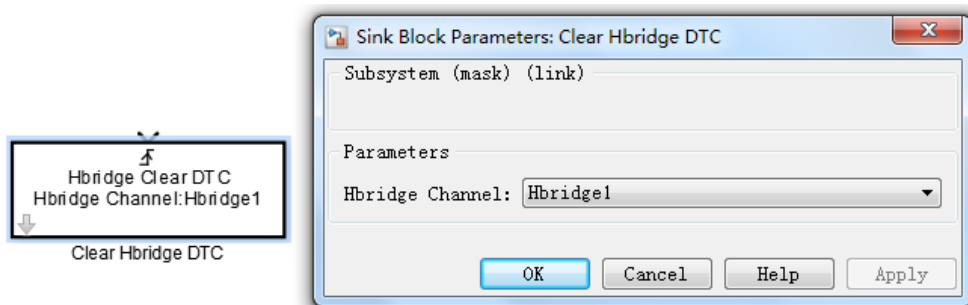 Hbridge Clear DTC
Hbridge Channel:Hbridge1
Clear Hbridge DTC
Sink Block Parameters: Clear Hbridge DTC
Subsystem (mask) (link)
Parameters
Hbridge Channel: Hbridge1
OK Cancel Help Apply